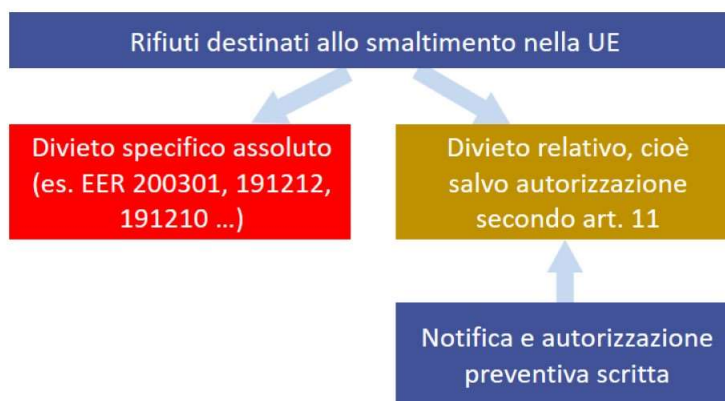 Rifiuti destinati allo smaltimento nella UE
Divieto specifico assoluto
(es. EER 200301, 191212,
191210 ...)
Divieto relativo, cioè
salvo autorizzazione
secondo art. 11
Notifica e autorizzazione
preventiva scritta